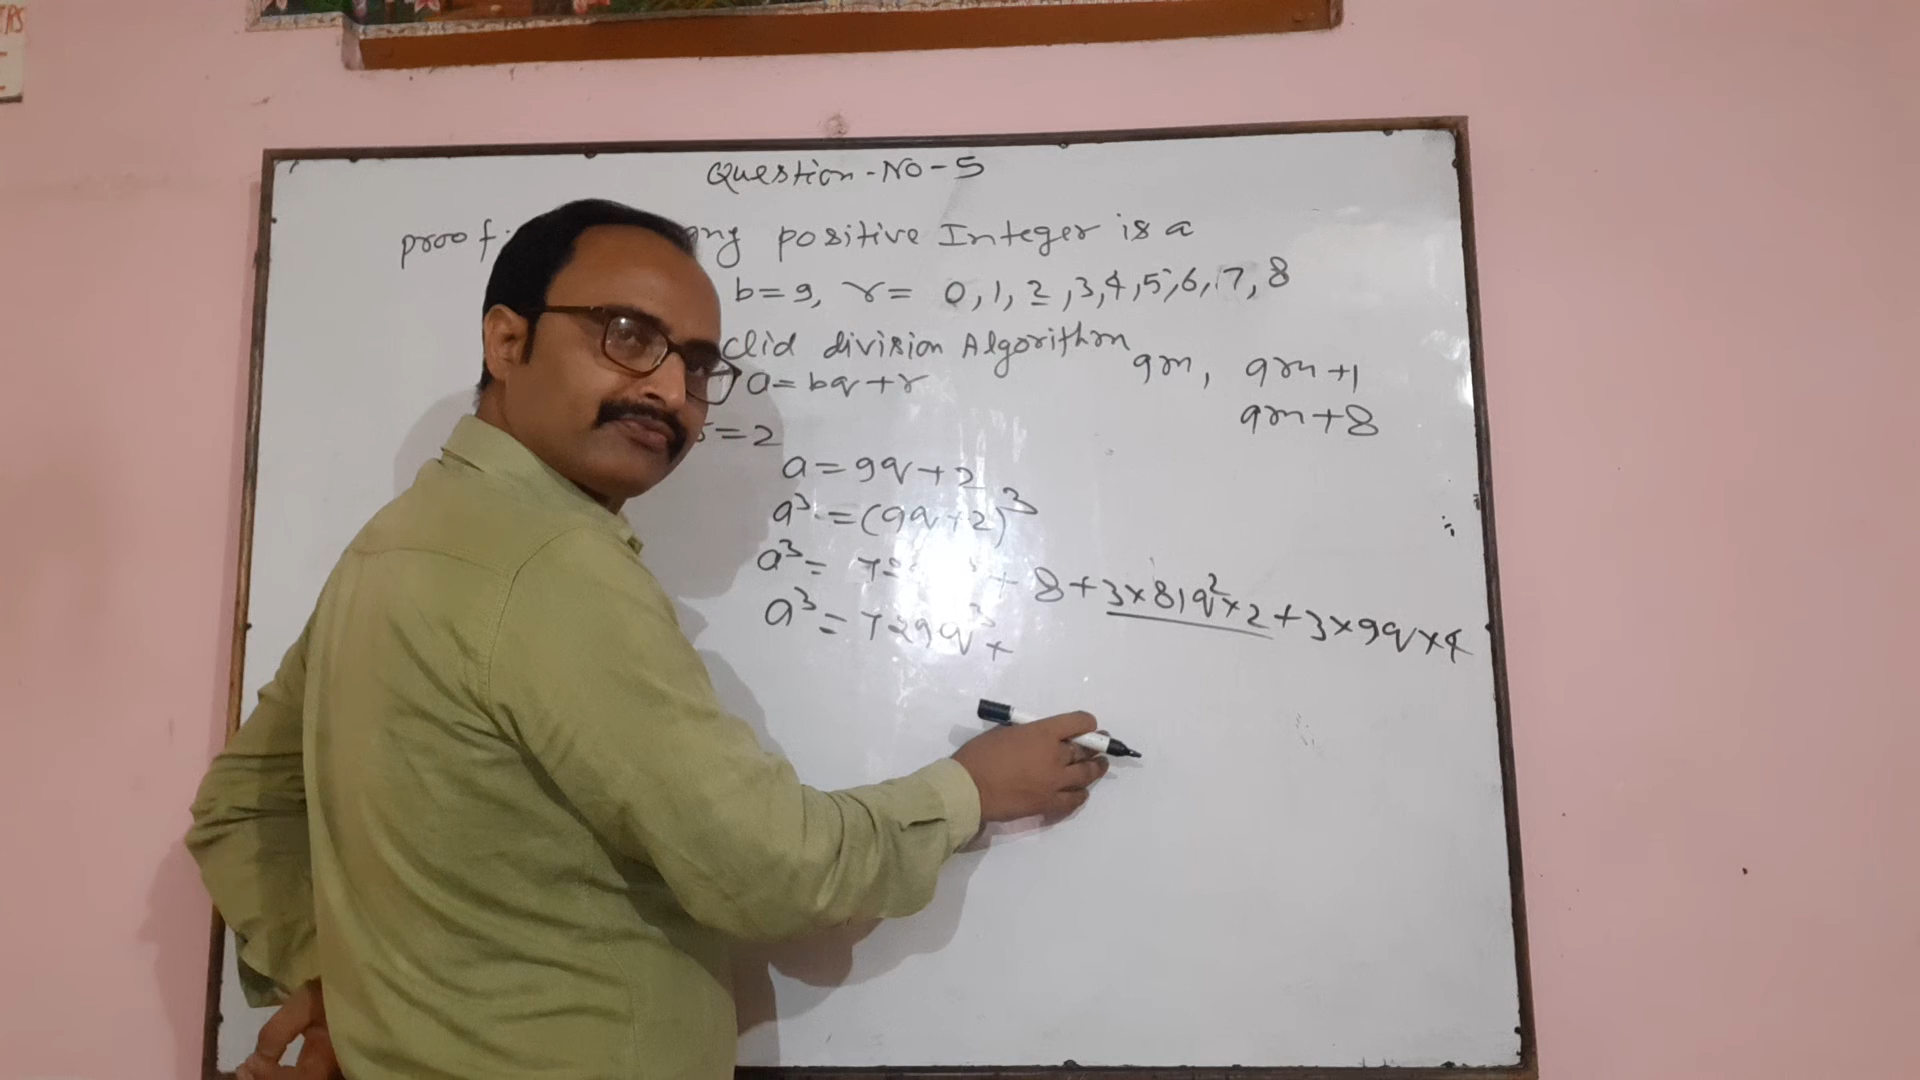 Question-No-5
proof: any positive Integer is a
b=9, r= 0,1,2,3,4,5,6,7,8
clid division Algorithm
9m, 9m+1
a=bq+r
9m+8
=2
a=9q+2
a³=(9q+2)³
a³= 72 + 8+3×81q²×2+3×9q×4
a³=729q³+